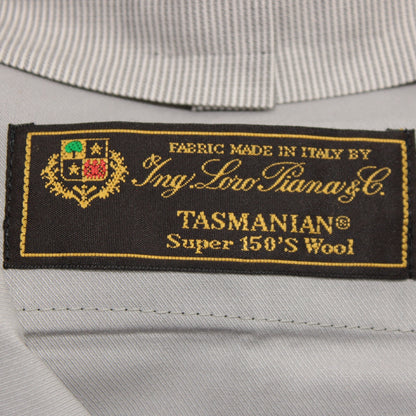 FABRIC MADE IN ITALY BY
Ing. Loro Piana & C.
TASMANIAN®
Super 150'S Wool